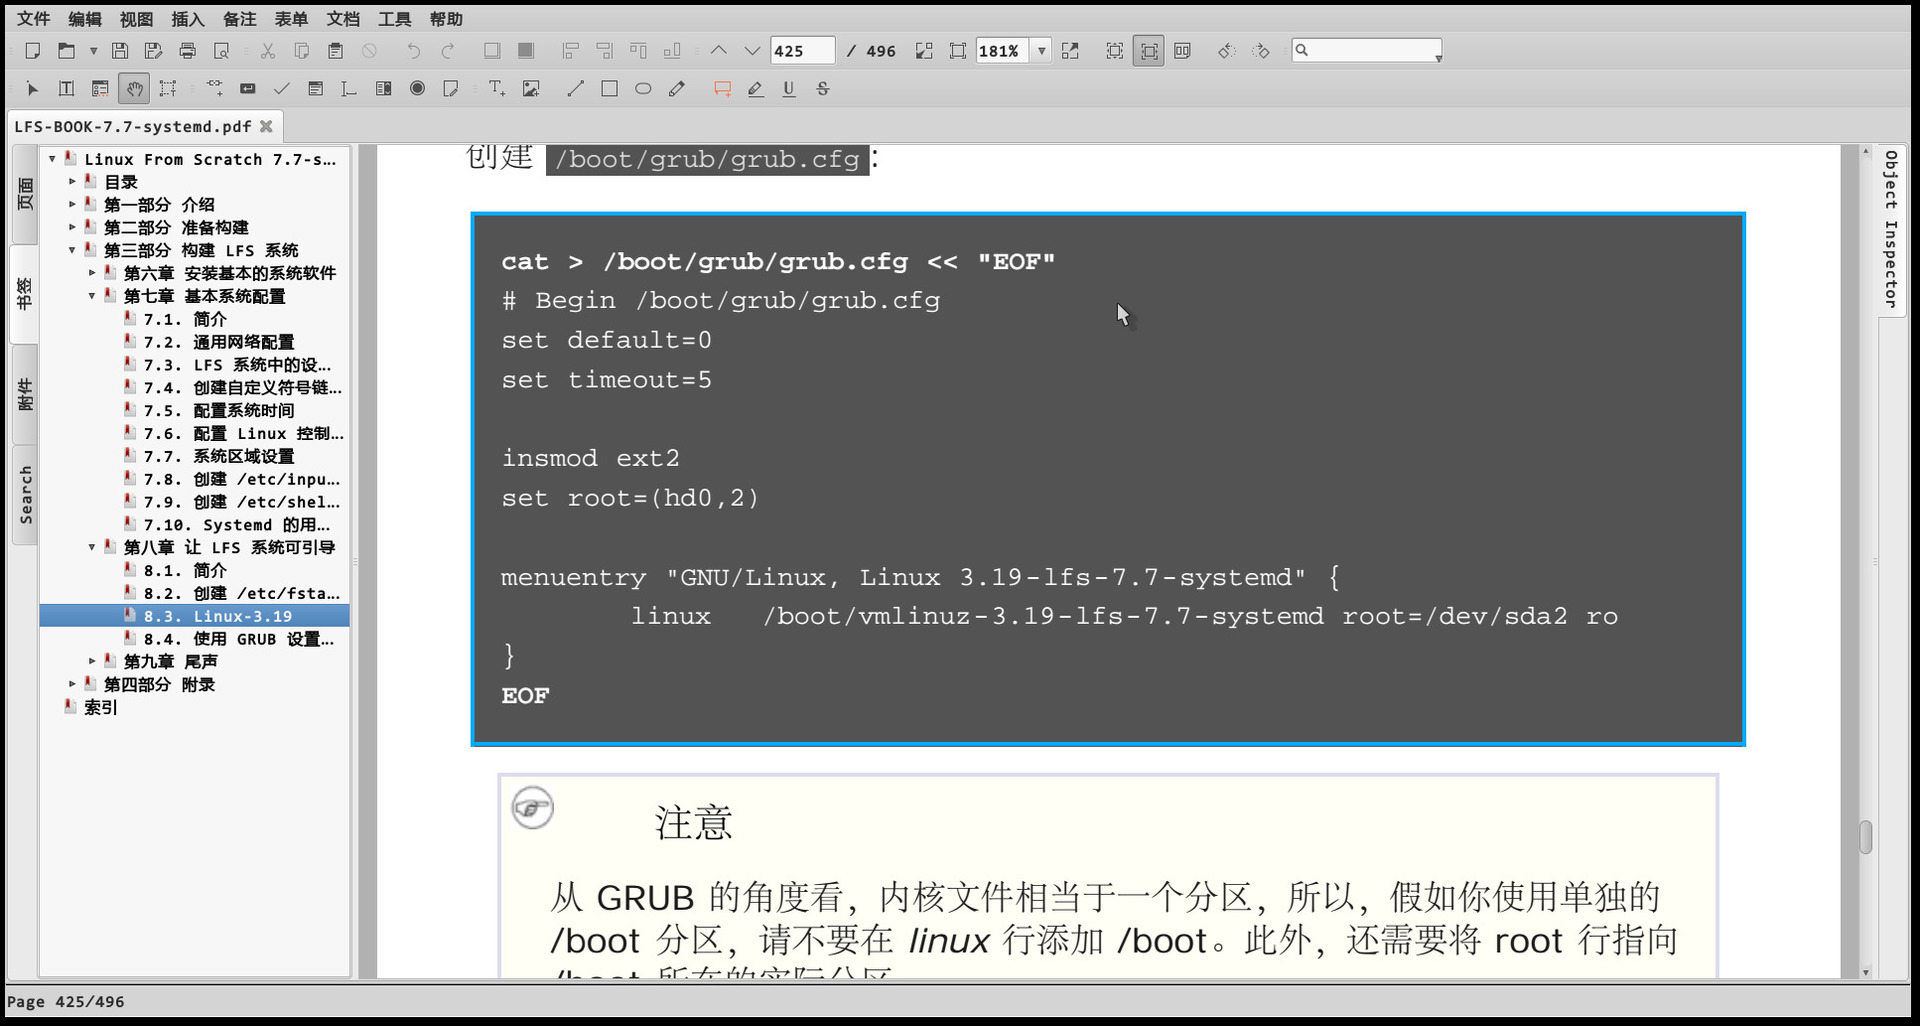 文件 编辑 视图 插入 备注 表单 文档 工具 帮助
425 / 496 181%
LFS-BOOK-7.7-systemd.pdf
页面
书签
附件
Search
Linux From Scratch 7.7-s...
目录
第一部分 介绍
第二部分 准备构建
第三部分 构建 LFS 系统
第六章 安装基本的系统软件
第七章 基本系统配置
7.1. 简介
7.2. 通用网络配置
7.3. LFS 系统中的设...
7.4. 创建自定义符号链...
7.5. 配置系统时间
7.6. 配置 Linux 控制...
7.7. 系统区域设置
7.8. 创建 /etc/inpu...
7.9. 创建 /etc/shel...
7.10. Systemd 的用...
第八章 让 LFS 系统可引导
8.1. 简介
8.2. 创建 /etc/fsta...
8.3. Linux-3.19
8.4. 使用 GRUB 设置...
第九章 尾声
第四部分 附录
索引
创建 /boot/grub/grub.cfg:
cat > /boot/grub/grub.cfg << "EOF"
# Begin /boot/grub/grub.cfg
set default=0
set timeout=5
insmod ext2
set root=(hd0,2)
menuentry "GNU/Linux, Linux 3.19-lfs-7.7-systemd" {
        linux   /boot/vmlinuz-3.19-lfs-7.7-systemd root=/dev/sda2 ro
}
EOF
注意
从 GRUB 的角度看，内核文件相当于一个分区，所以，假如你使用单独的
/boot 分区，请不要在 linux 行添加 /boot。此外，还需要将 root 行指向
/boot 所在的实际分区
Object Inspector
Page 425/496